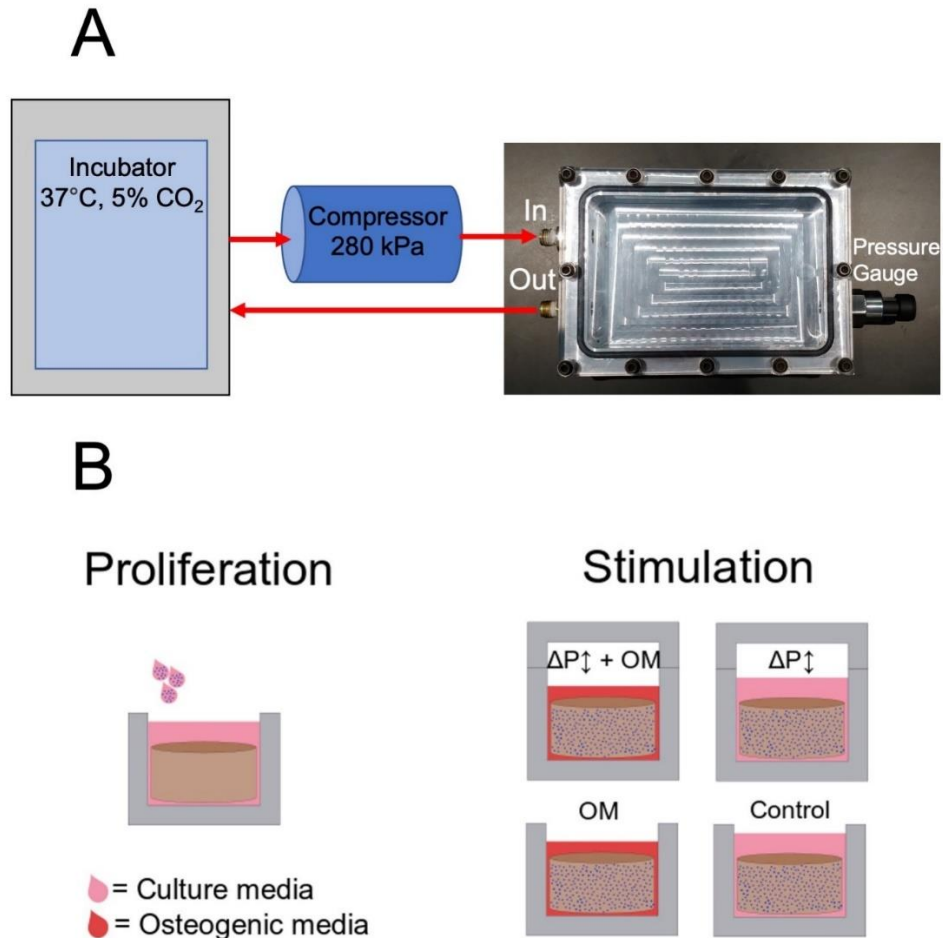 A
Incubator
37°C, 5% CO₂
Compressor
280 kPa
In
Out
Pressure
Gauge
B
Proliferation
Stimulation
ΔP↕ + OM
ΔP↕
OM
Control
= Culture media
= Osteogenic media